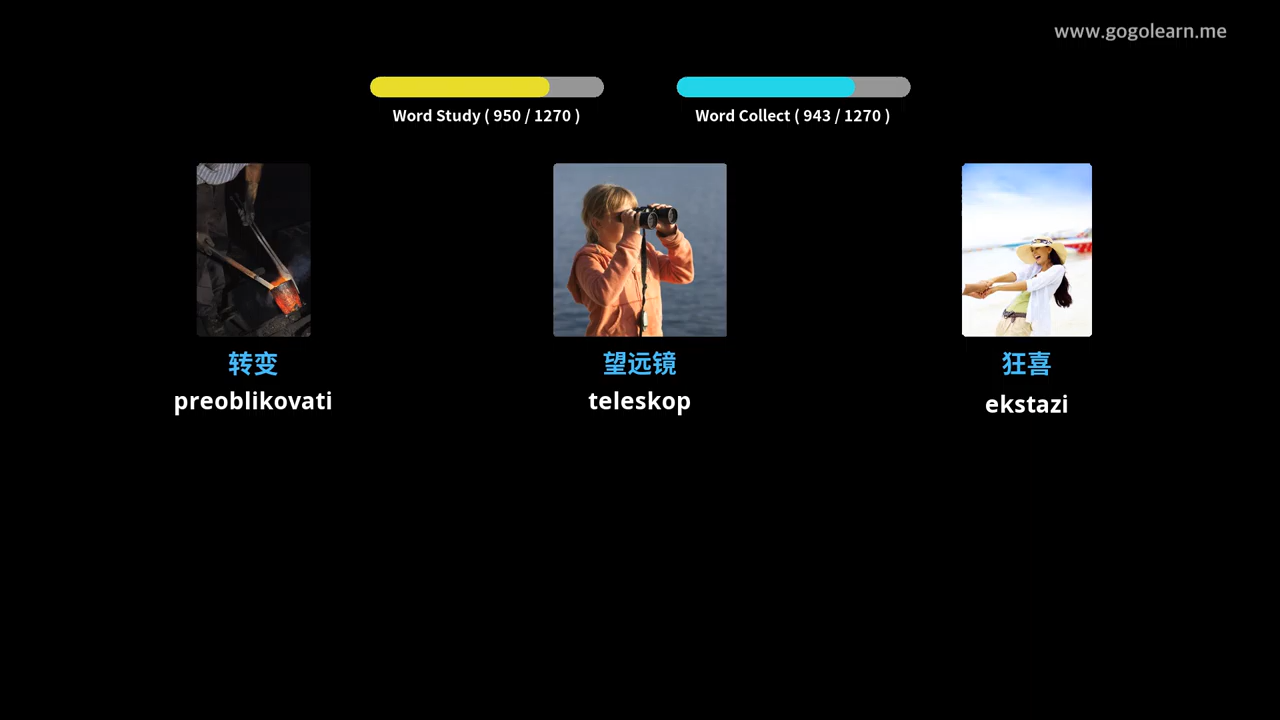 www.gogolearn.me
Word Study ( 950 / 1270 )
Word Collect ( 943 / 1270 )
转变
望远镜
狂喜
preoblikovati
teleskop
ekstazi